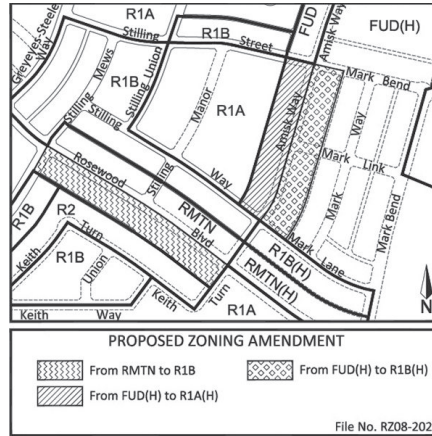 R1A
Stilling
R1B
Street
FUD
Amisk Way
FUD(H)
Greyeyes-Steele
Way
Mews
R1B
Stilling
Union
Stilling
Manor
R1A
Amisk Way
Mark Bend
Way
Stilling
Rosewood
Stilling
Way
Mark Link
Mark
RMTN
Blvd
Mark Bend
R1B
R2
Turn
R1B(H)
Mark Lane
RMTN(H)
Keith
R1B
Union
Keith
Turn
R1A
Keith Way
N
PROPOSED ZONING AMENDMENT
From RMTN to R1B
From FUD(H) to R1B(H)
From FUD(H) to R1A(H)
File No. RZ08-202